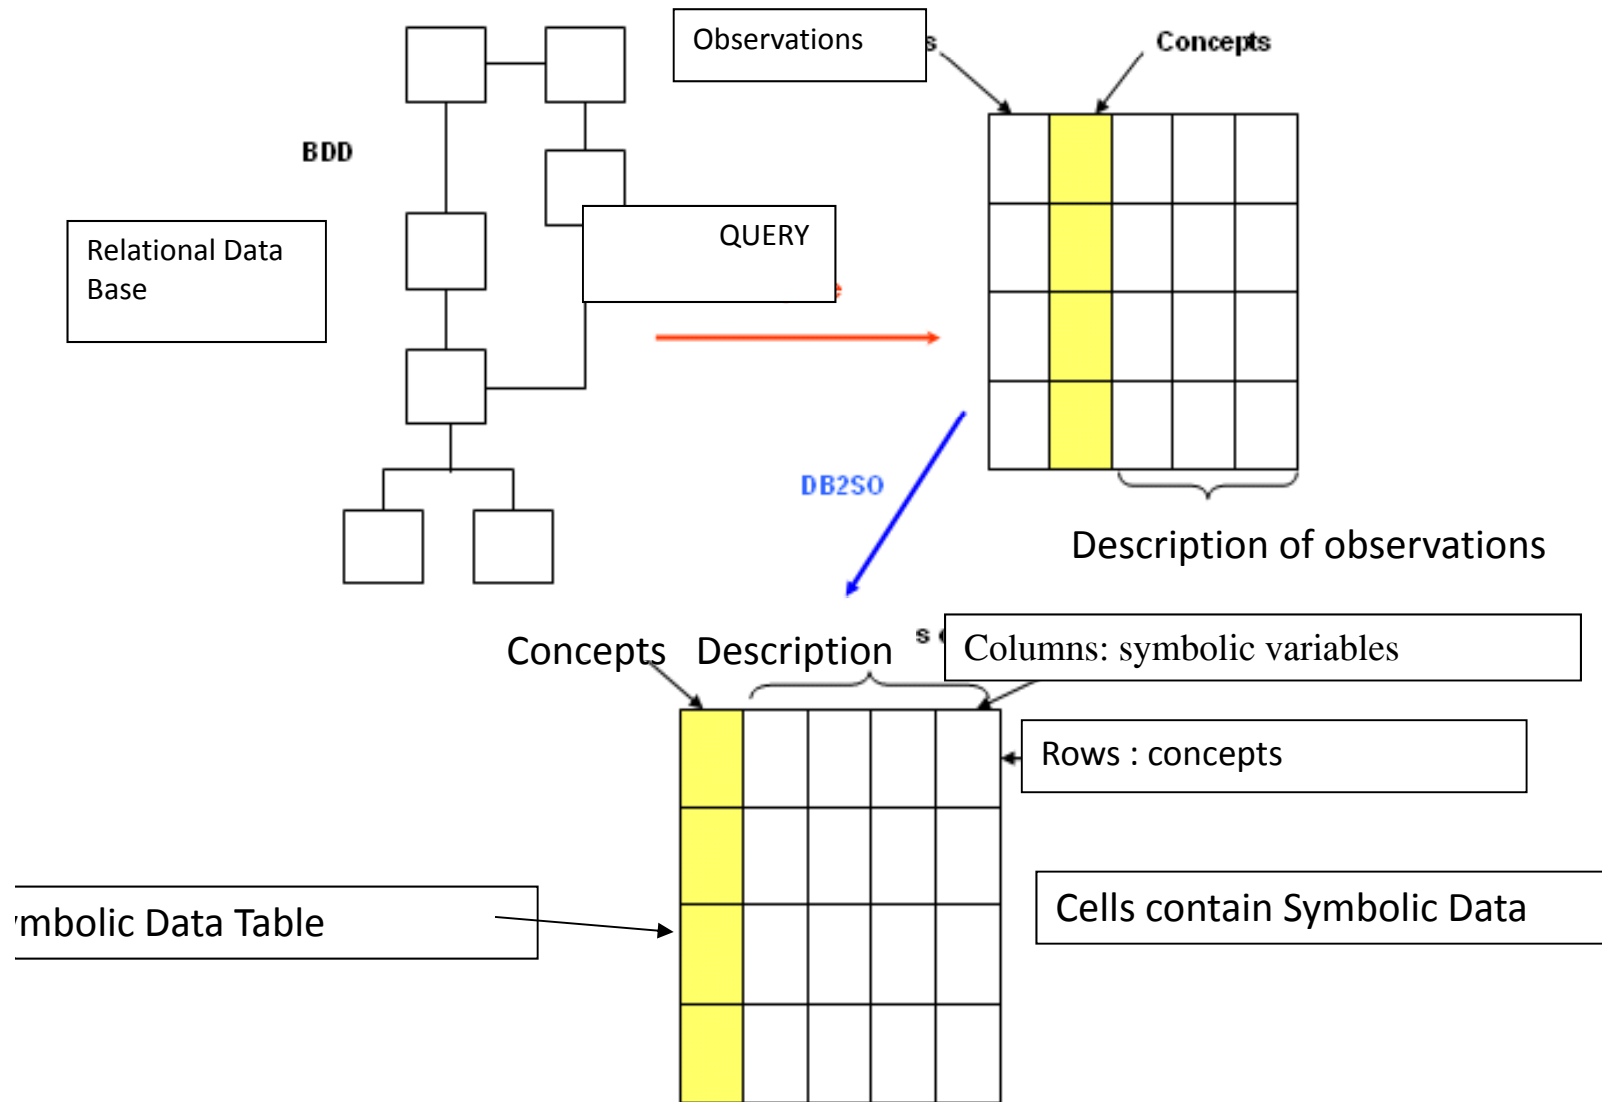 Observations
s
Concepts
BDD
Relational Data
Base
QUERY
DB2SO
Description of observations
Concepts
Description
s
Columns: symbolic variables
Rows : concepts
mbolic Data Table
Cells contain Symbolic Data